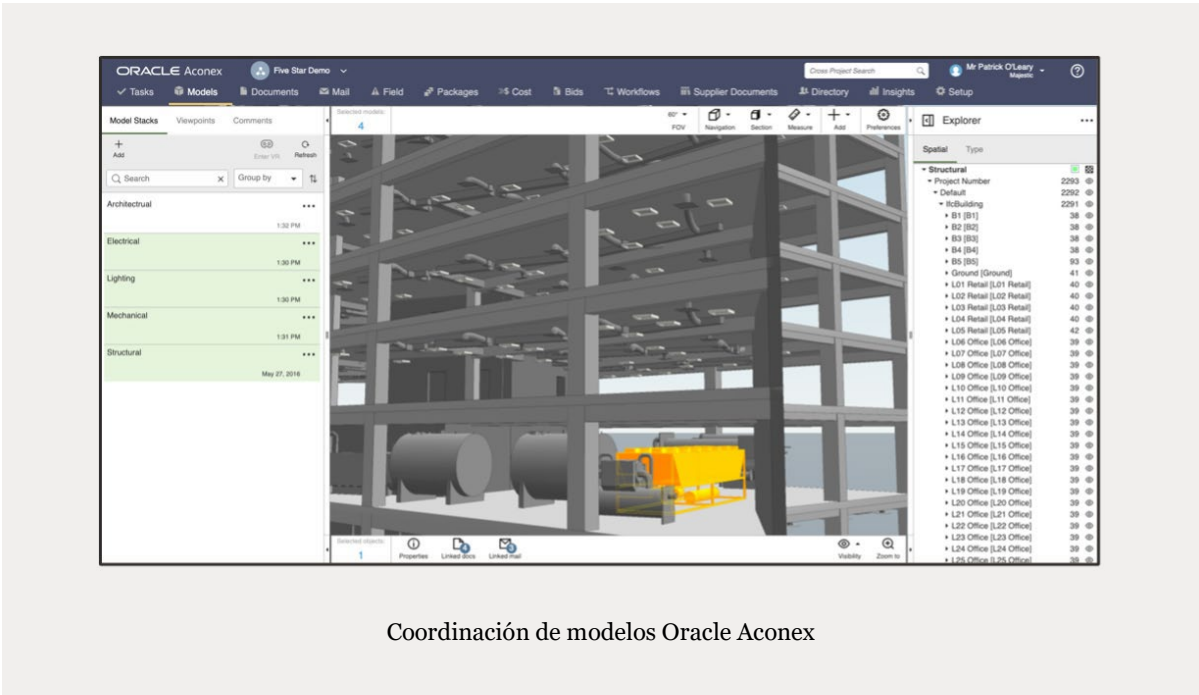 ORACLE Aconex
Five Star Demo
Cross Project Search
Mr Patrick O'Leary
Majestic
Tasks
Models
Documents
Mail
Field
Packages
Cost
Bids
Workflows
Supplier Documents
Directory
Insights
Setup
Model Stacks
Viewpoints
Comments
Add
Enter VR
Refresh
Search
Group by
Architectrual
1:32 PM
Electrical
1:30 PM
Lighting
1:30 PM
Mechanical
1:31 PM
Structural
May 27, 2016
Selected models:
4
60°
FOV
Navigation
Section
Measure
Add
Preferences
Selected objects:
1
Properties
4
Linked docs
3
Linked mail
Visibility
Zoom to
Explorer
Spatial
Type
Structural
Project Number 2293
Default 2292
IfcBuilding 2291
B1 [B1] 38
B2 [B2] 38
B3 [B3] 38
B4 [B4] 38
B5 [B5] 93
Ground [Ground] 41
L01 Retail [L01 Retail] 40
L02 Retail [L02 Retail] 40
L03 Retail [L03 Retail] 40
L04 Retail [L04 Retail] 40
L05 Retail [L05 Retail] 42
L06 Office [L06 Office] 39
L07 Office [L07 Office] 39
L08 Office [L08 Office] 39
L09 Office [L09 Office] 39
L10 Office [L10 Office] 39
L11 Office [L11 Office] 39
L12 Office [L12 Office] 39
L13 Office [L13 Office] 39
L14 Office [L14 Office] 39
L15 Office [L15 Office] 39
L16 Office [L16 Office] 39
L17 Office [L17 Office] 39
L18 Office [L18 Office] 39
L19 Office [L19 Office] 39
L20 Office [L20 Office] 39
L21 Office [L21 Office] 39
L22 Office [L22 Office] 39
L23 Office [L23 Office] 39
L24 Office [L24 Office] 39
L25 Office [L25 Office] 39
Coordinación de modelos Oracle Aconex